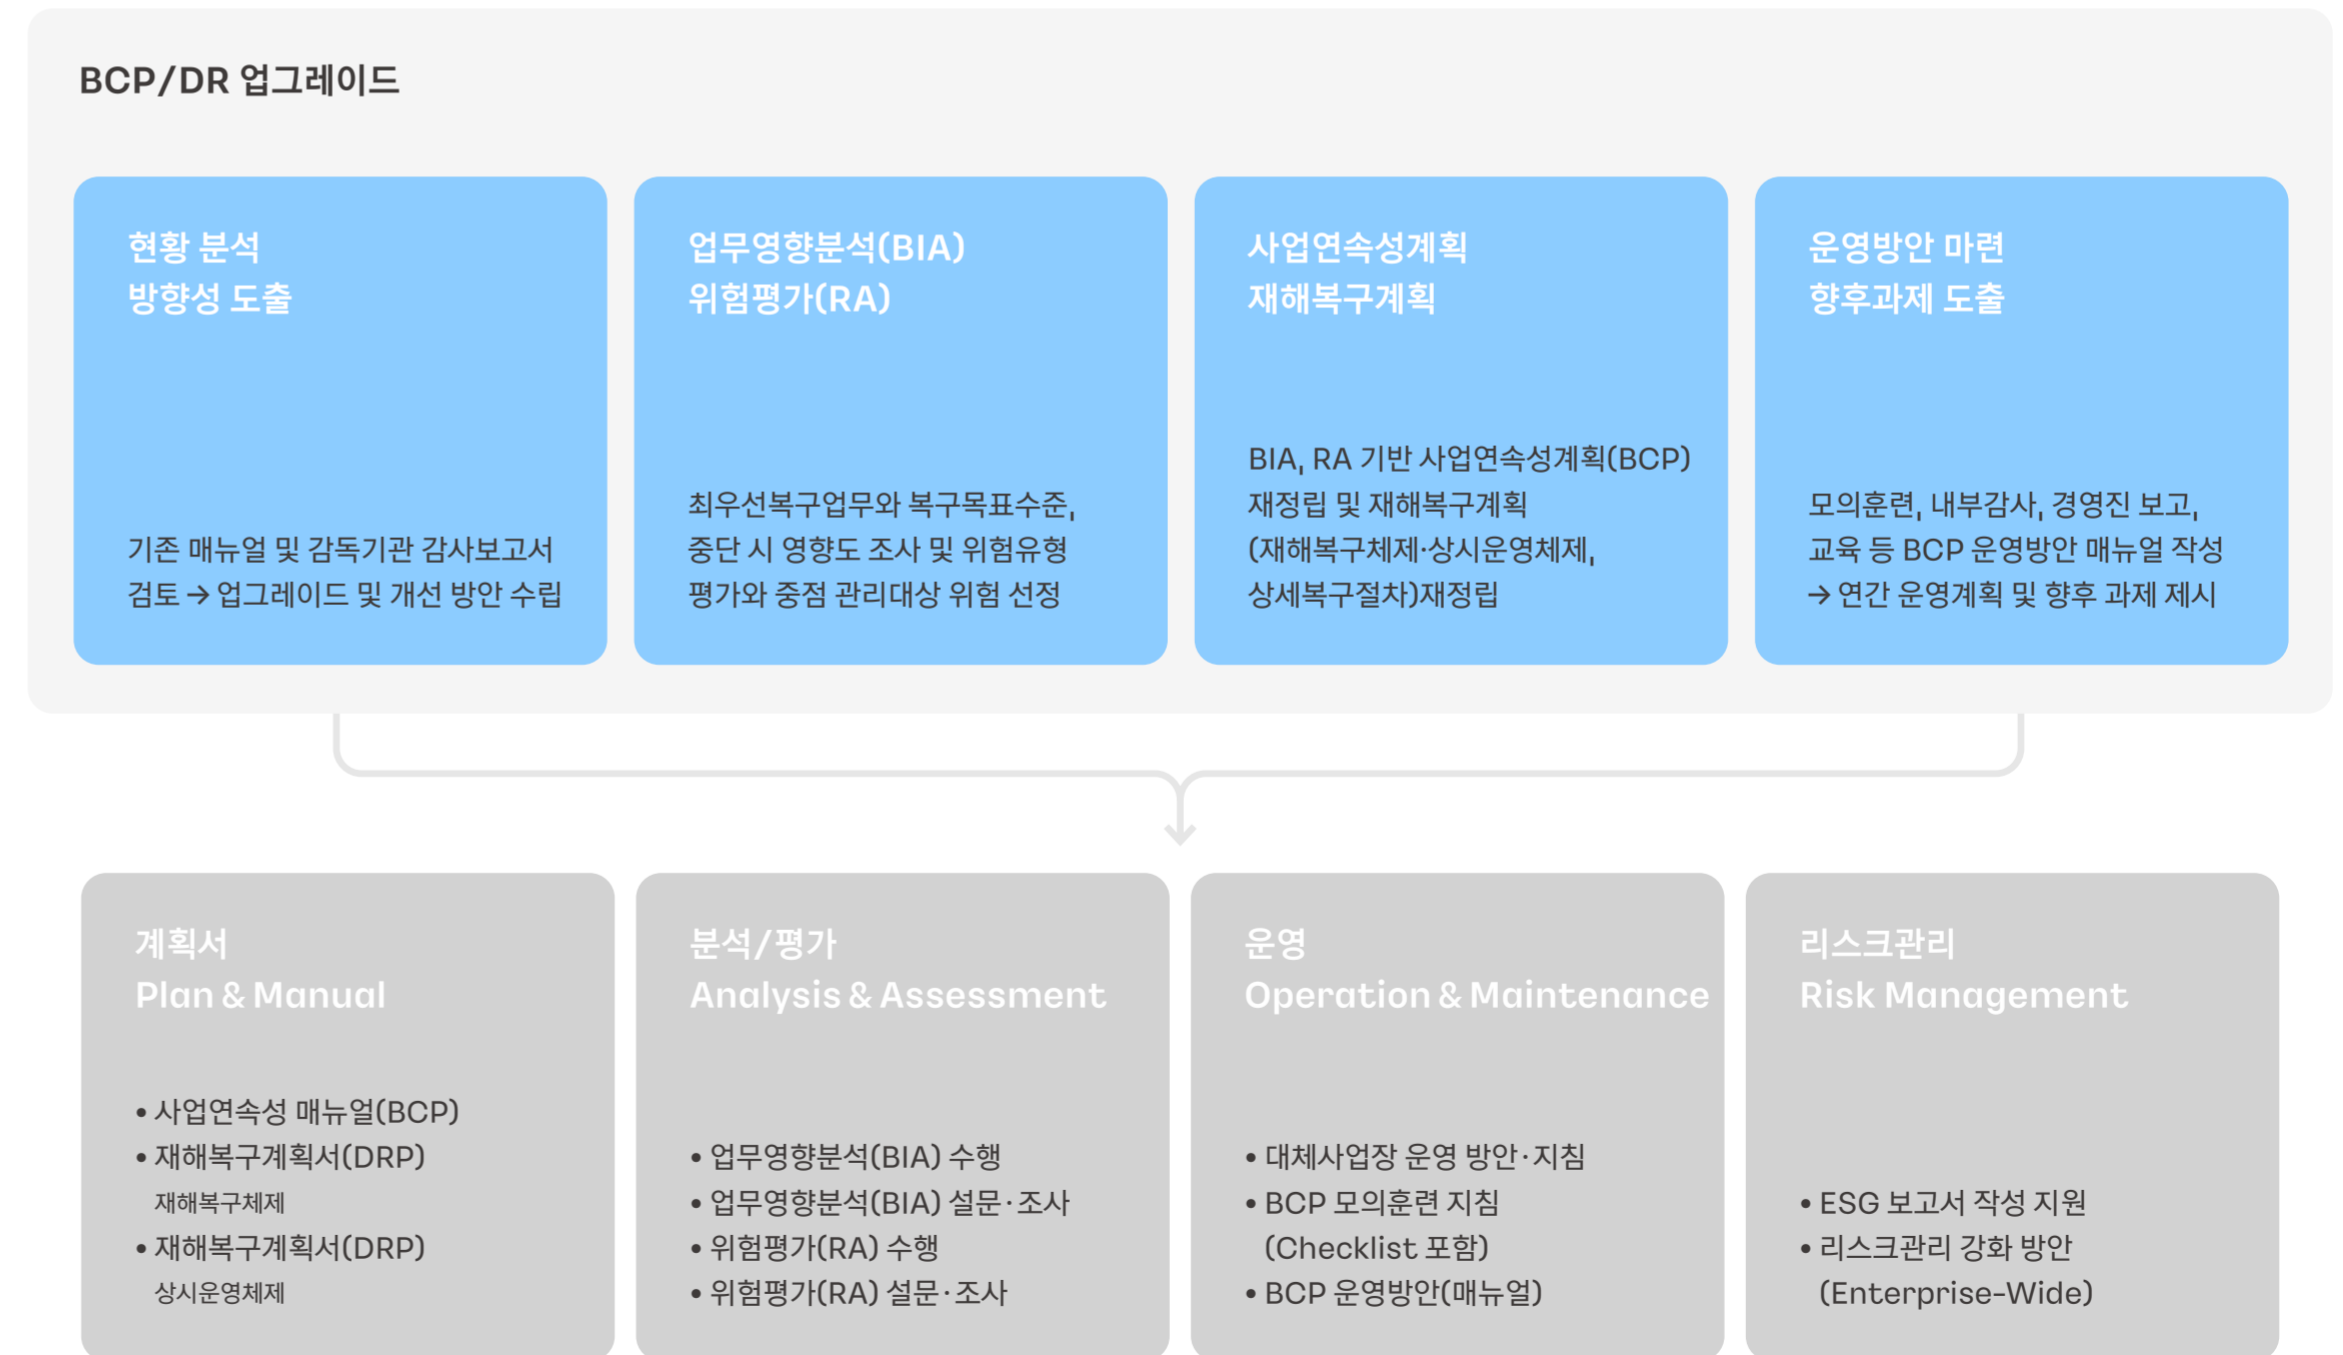 BCP/DR 업그레이드
현황 분석
방향성 도출
기존 매뉴얼 및 감독기관 감사보고서
검토 → 업그레이드 및 개선 방안 수립
업무영향분석(BIA)
위험평가(RA)
최우선복구업무와 복구목표수준,
중단 시 영향도 조사 및 위험유형
평가와 중점 관리대상 위험 선정
사업연속성계획
재해복구계획
BIA, RA 기반 사업연속성계획(BCP)
재정립 및 재해복구계획
(재해복구체제·상시운영체제,
상세복구절차)재정립
운영방안 마련
향후과제 도출
모의훈련, 내부감사, 경영진 보고,
교육 등 BCP 운영방안 매뉴얼 작성
→ 연간 운영계획 및 향후 과제 제시
계획서
Plan & Manual
• 사업연속성 매뉴얼(BCP)
• 재해복구계획서(DRP)
재해복구체제
• 재해복구계획서(DRP)
상시운영체제
분석/평가
Analysis & Assessment
• 업무영향분석(BIA) 수행
• 업무영향분석(BIA) 설문·조사
• 위험평가(RA) 수행
• 위험평가(RA) 설문·조사
운영
Operation & Maintenance
• 대체사업장 운영 방안·지침
• BCP 모의훈련 지침
(Checklist 포함)
• BCP 운영방안(매뉴얼)
리스크관리
Risk Management
• ESG 보고서 작성 지원
• 리스크관리 강화 방안
(Enterprise-Wide)